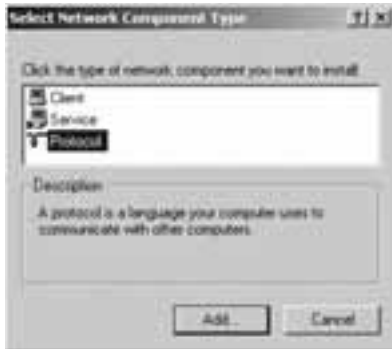 Select Network Component Type
Click the type of network component you want to install:
Client
Service
Protocol
Description
A protocol is a language your computer uses to
communicate with other computers.
Add...
Cancel